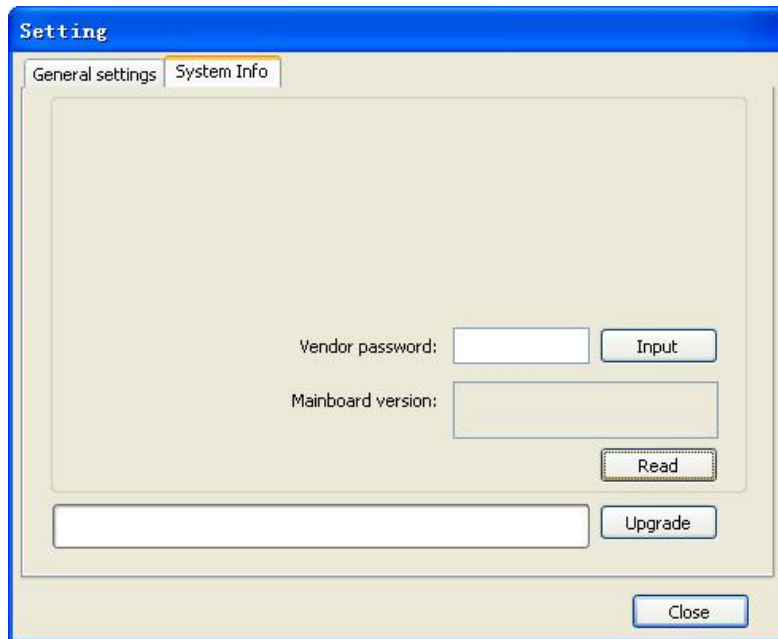 Setting
General settings
System Info
Vendor password:
Input
Mainboard version:
Read
Upgrade
Close